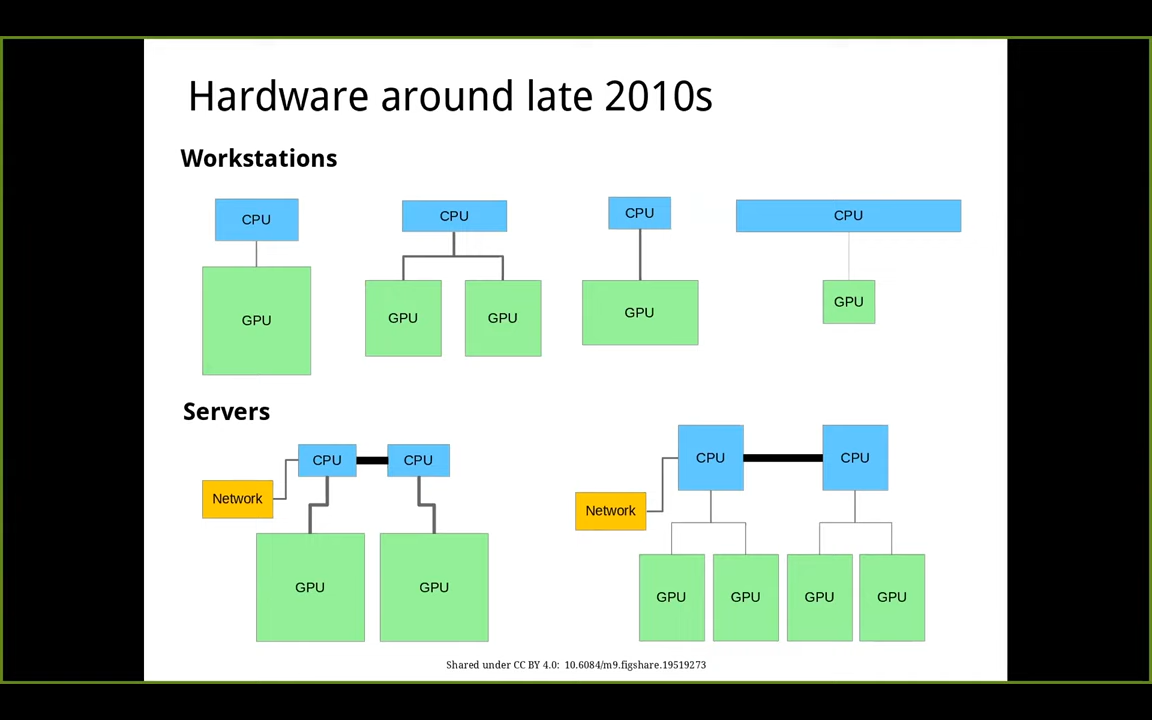 Hardware around late 2010s
Workstations
CPU
CPU
CPU
CPU
GPU
GPU
GPU
GPU
GPU
Servers
CPU
CPU
Network
GPU
GPU
CPU
CPU
Network
GPU
GPU
GPU
GPU
Shared under CC BY 4.0: 10.6084/m9.figshare.19519273